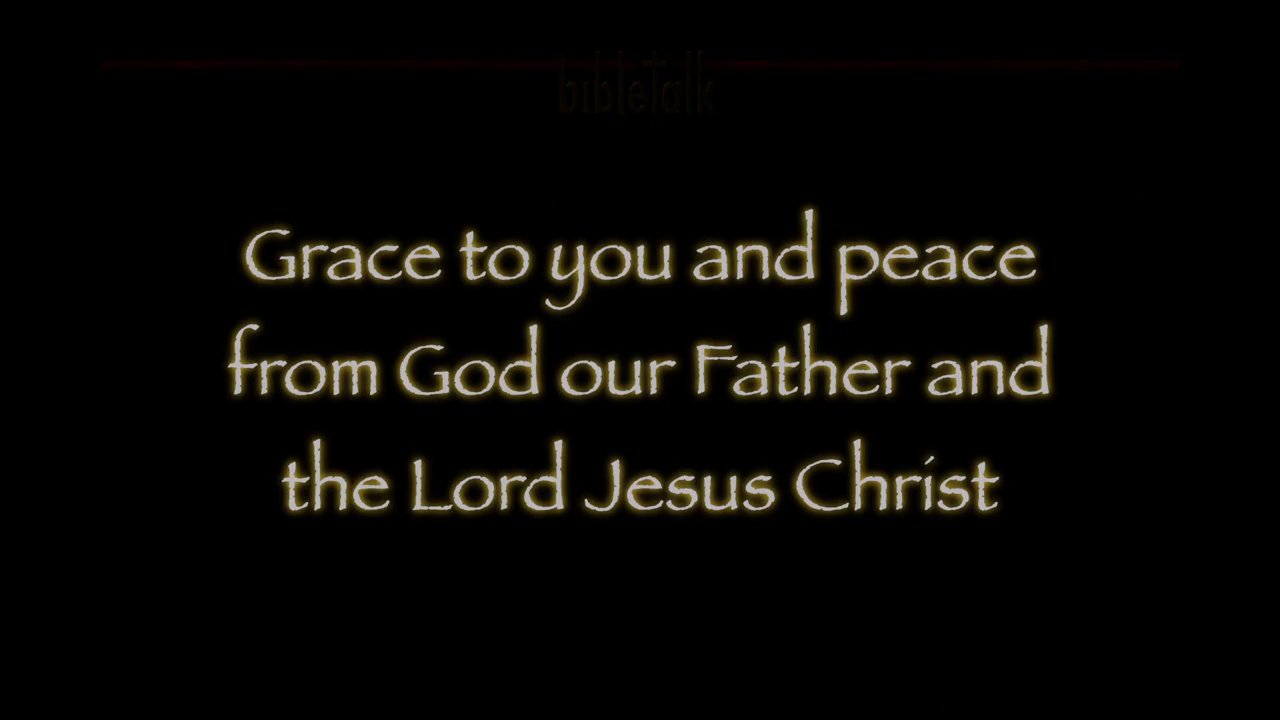 bibletalk
Grace to you and peace
from God our Father and
the Lord Jesus Christ